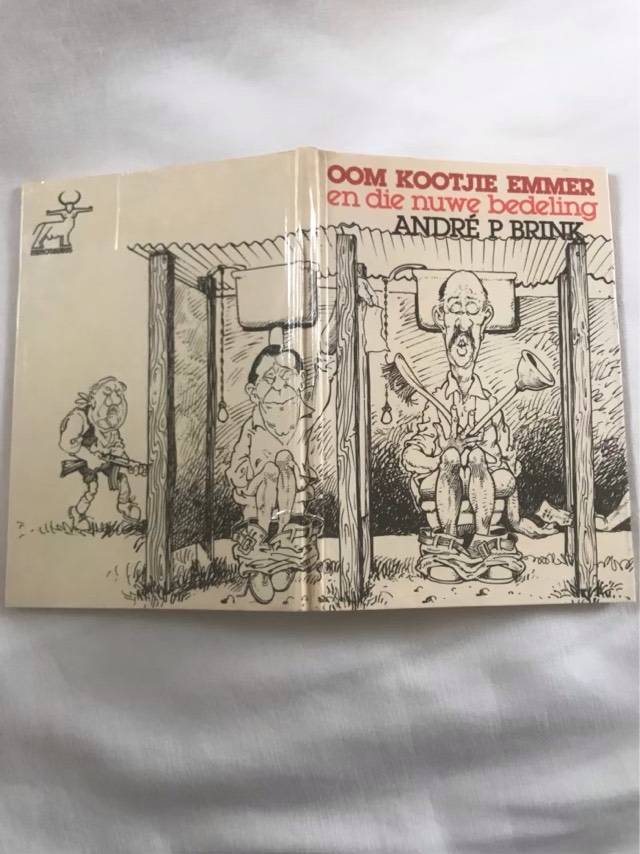 OOM KOOTJIE EMMER
en die nuwe bedeling
ANDRÉ P BRINK